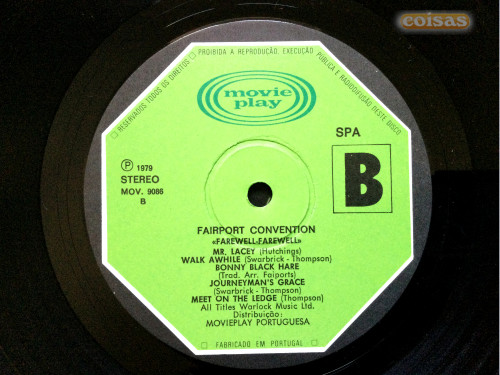 coisas
□ RESERVADOS TODOS OS DIREITOS □ PROIBIDA A REPRODUÇÃO, EXECUÇÃO PÚBLICA E RADIODIFUSÃO DESTE DISCO
movie
play
SPA
B
Ⓟ 1979
STEREO
MOV. 9086
B
FAIRPORT CONVENTION
«FAREWELL-FAREWELL»
MR. LACEY (Hutchings)
WALK AWHILE (Swarbrick - Thompson)
BONNY BLACK HARE
(Trad. Arr. Faiports)
JOURNEYMAN'S GRACE
(Swarbrick - Thompson)
MEET ON THE LEDGE (Thompson)
All Titles Warlock Music Ltd.
Distribuição:
MOVIEPLAY PORTUGUESA
□ FABRICADO EM PORTUGAL □